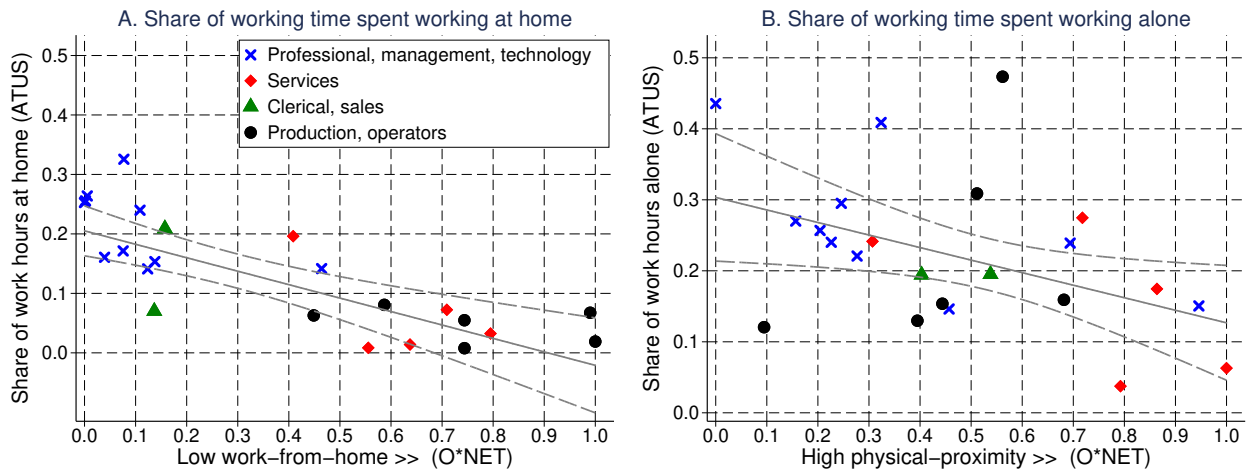 A. Share of working time spent working at home
Share of work hours at home (ATUS)
0.5
0.4
0.3
0.2
0.1
0.0
Professional, management, technology
Services
Clerical, sales
Production, operators
0.0 0.1 0.2 0.3 0.4 0.5 0.6 0.7 0.8 0.9 1.0
Low work−from−home >> (O*NET)
B. Share of working time spent working alone
Share of work hours alone (ATUS)
0.5
0.4
0.3
0.2
0.1
0.0
0.0 0.1 0.2 0.3 0.4 0.5 0.6 0.7 0.8 0.9 1.0
High physical−proximity >> (O*NET)